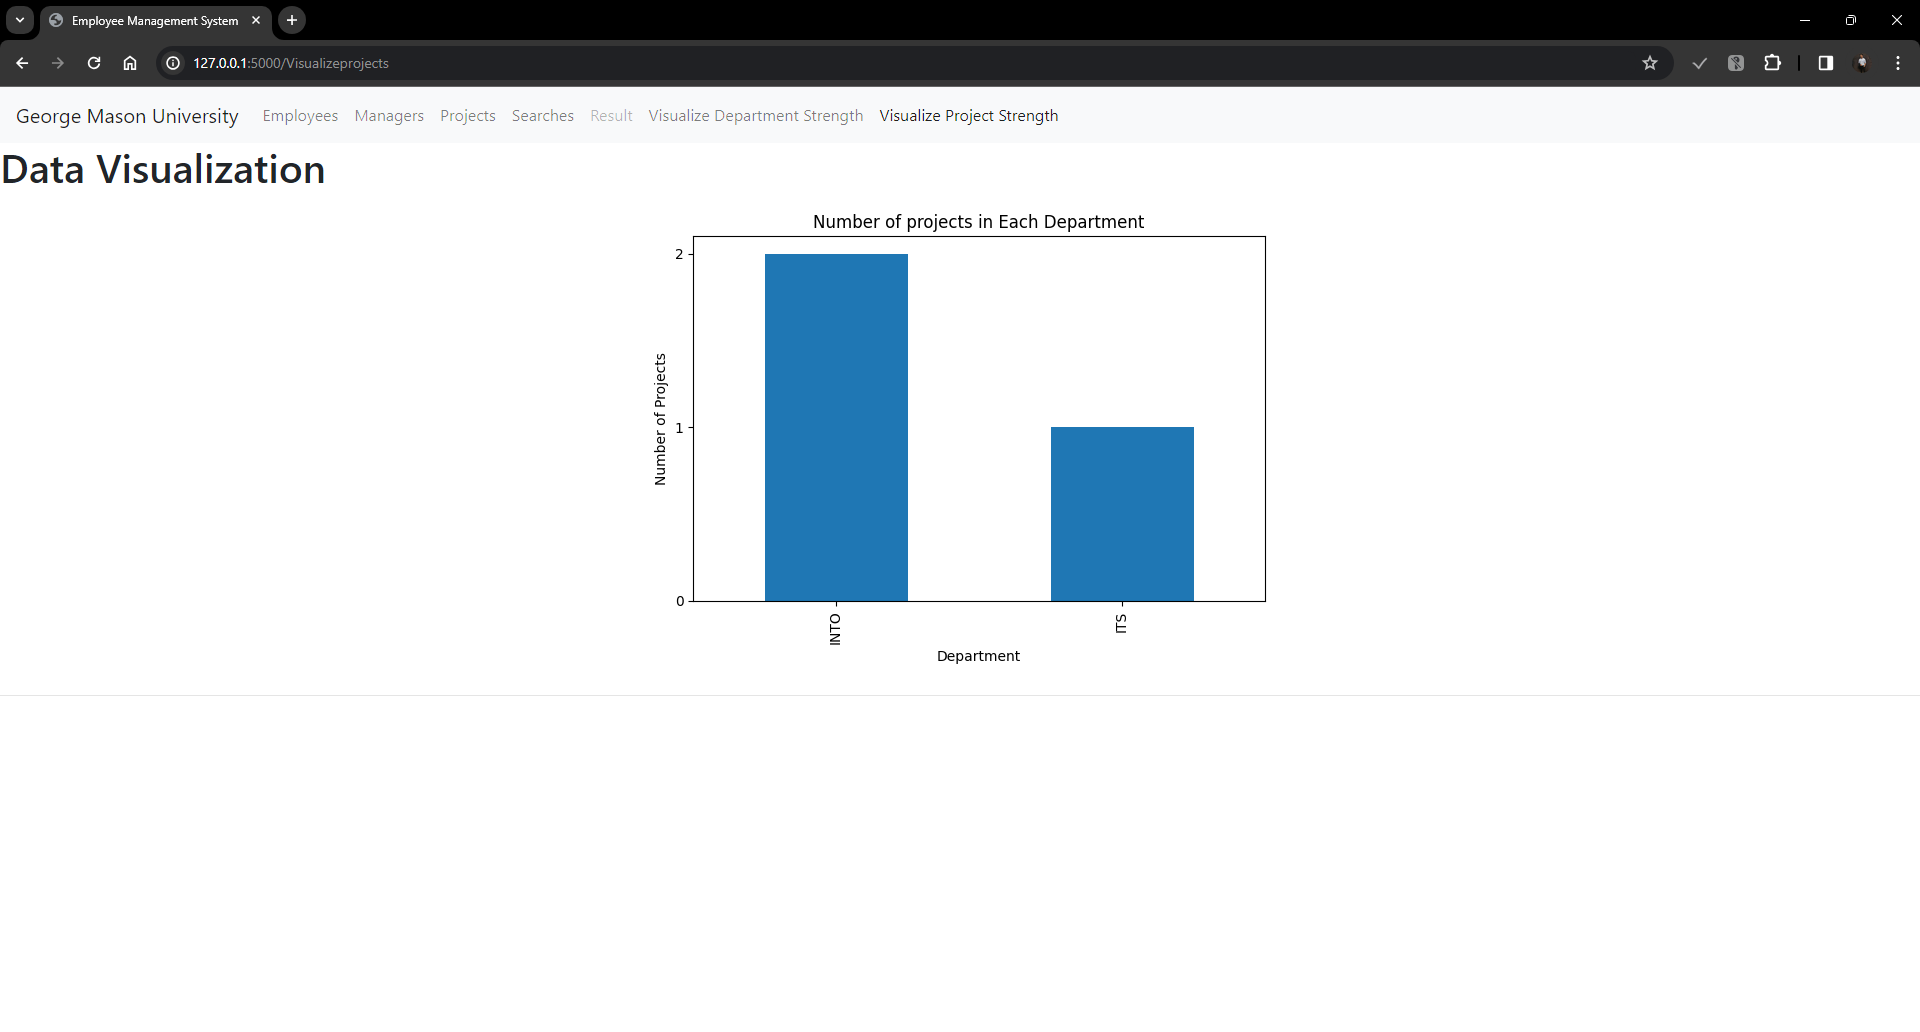 Employee Management System
127.0.0.1:5000/Visualizeprojects
George Mason University Employees Managers Projects Searches Result Visualize Department Strength Visualize Project Strength
Data Visualization
Number of projects in Each Department
2
1
0
Number of Projects
INTO
ITS
Department